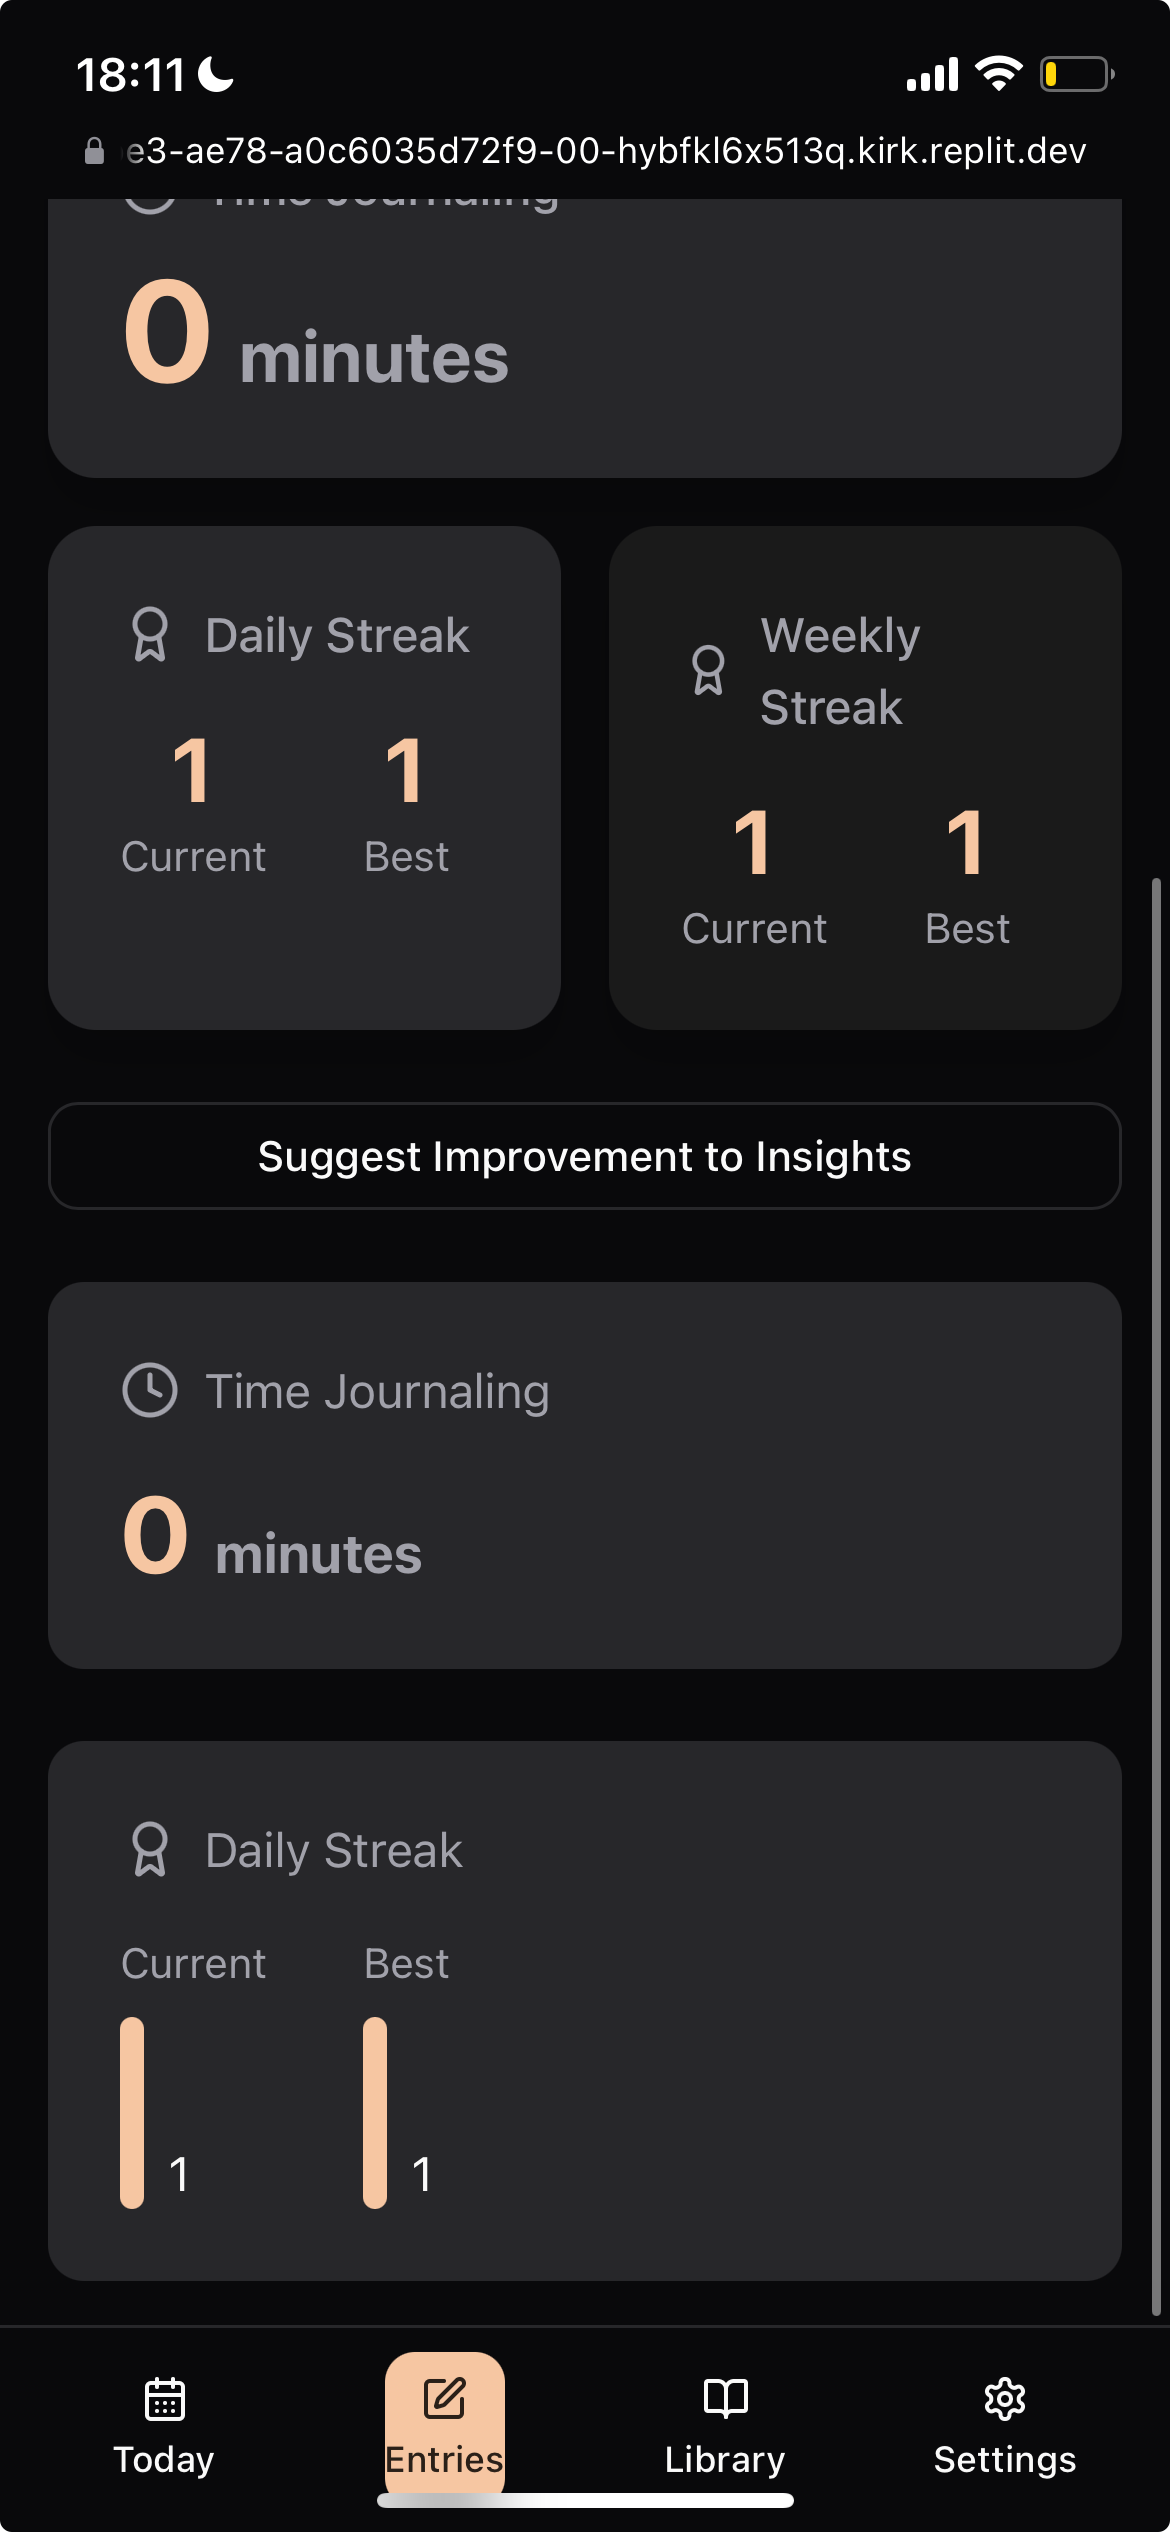 18:11
e3-ae78-a0c6035d72f9-00-hybfkl6x513q.kirk.replit.dev
Time Journaling
0 minutes
Daily Streak
1 1
Current Best
Weekly
Streak
1 1
Current Best
Suggest Improvement to Insights
Time Journaling
0 minutes
Daily Streak
Current Best
1 1
Today Entries Library Settings